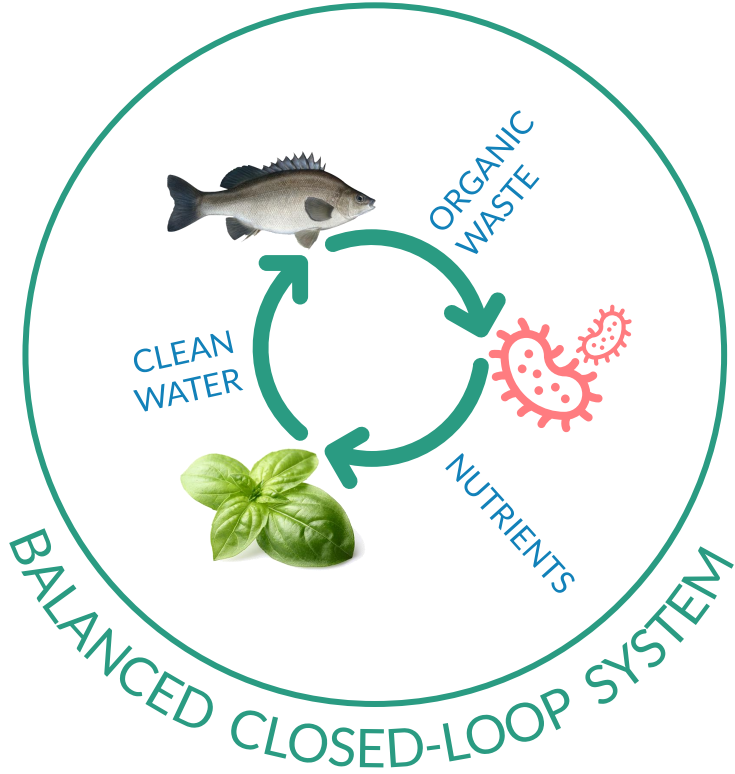 ORGANIC
WASTE
CLEAN
WATER
NUTRIENTS
BALANCED CLOSED-LOOP SYSTEM